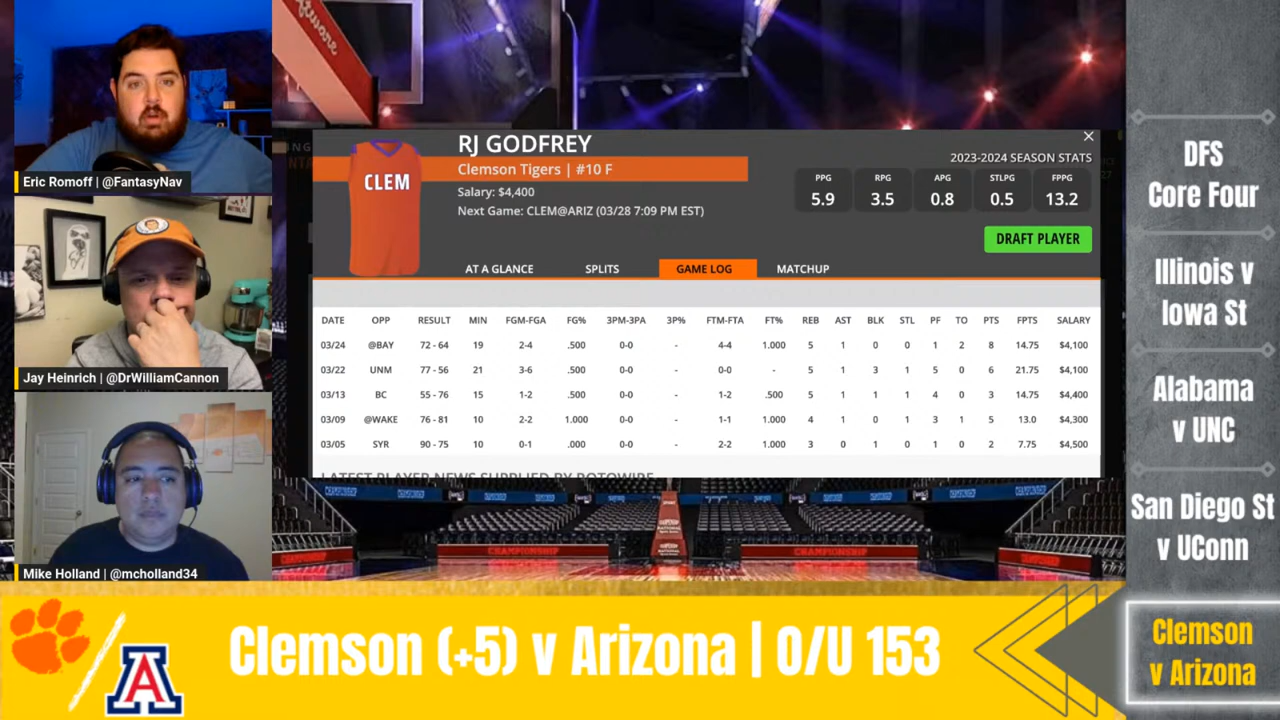 Eric Romoff | @FantasyNav
Jay Heinrich | @DrWilliamCannon
Mike Holland | @mcholland34
RJ GODFREY
Clemson Tigers | #10 F
Salary: $4,400
Next Game: CLEM@ARIZ (03/28 7:09 PM EST)
CLEM
2023-2024 SEASON STATS
PPG RPG APG STLPG FPPG
5.9 3.5 0.8 0.5 13.2
DRAFT PLAYER
AT A GLANCE SPLITS GAME LOG MATCHUP
DATE OPP RESULT MIN FGM-FGA FG% 3PM-3PA 3P% FTM-FTA FT% REB AST BLK STL PF TO PTS FPTS SALARY
03/24 @BAY 72 - 64 19 2-4 .500 0-0 - 4-4 1.000 5 1 0 0 1 2 8 14.75 $4,100
03/22 UNM 77 - 56 21 3-6 .500 0-0 - 0-0 - 5 1 3 1 5 0 6 21.75 $4,100
03/13 BC 55 - 76 15 1-2 .500 0-0 - 1-2 .500 5 1 1 1 4 0 3 14.75 $4,400
03/09 @WAKE 76 - 81 10 2-2 1.000 0-0 - 1-1 1.000 4 1 0 1 3 1 5 13.0 $4,300
03/05 SYR 90 - 75 10 0-1 .000 0-0 - 2-2 1.000 3 0 1 0 1 0 2 7.75 $4,500
LATEST PLAYER NEWS SUPPLIED BY ROTOWIRE
CHAMPIONSHIP
CHAMPIONSHIP
CHAMPIONSHIP
DFS
Core Four
Illinois v
Iowa St
Alabama
v UNC
San Diego St
v UConn
Clemson
v Arizona
A
Clemson (+5) v Arizona | O/U 153